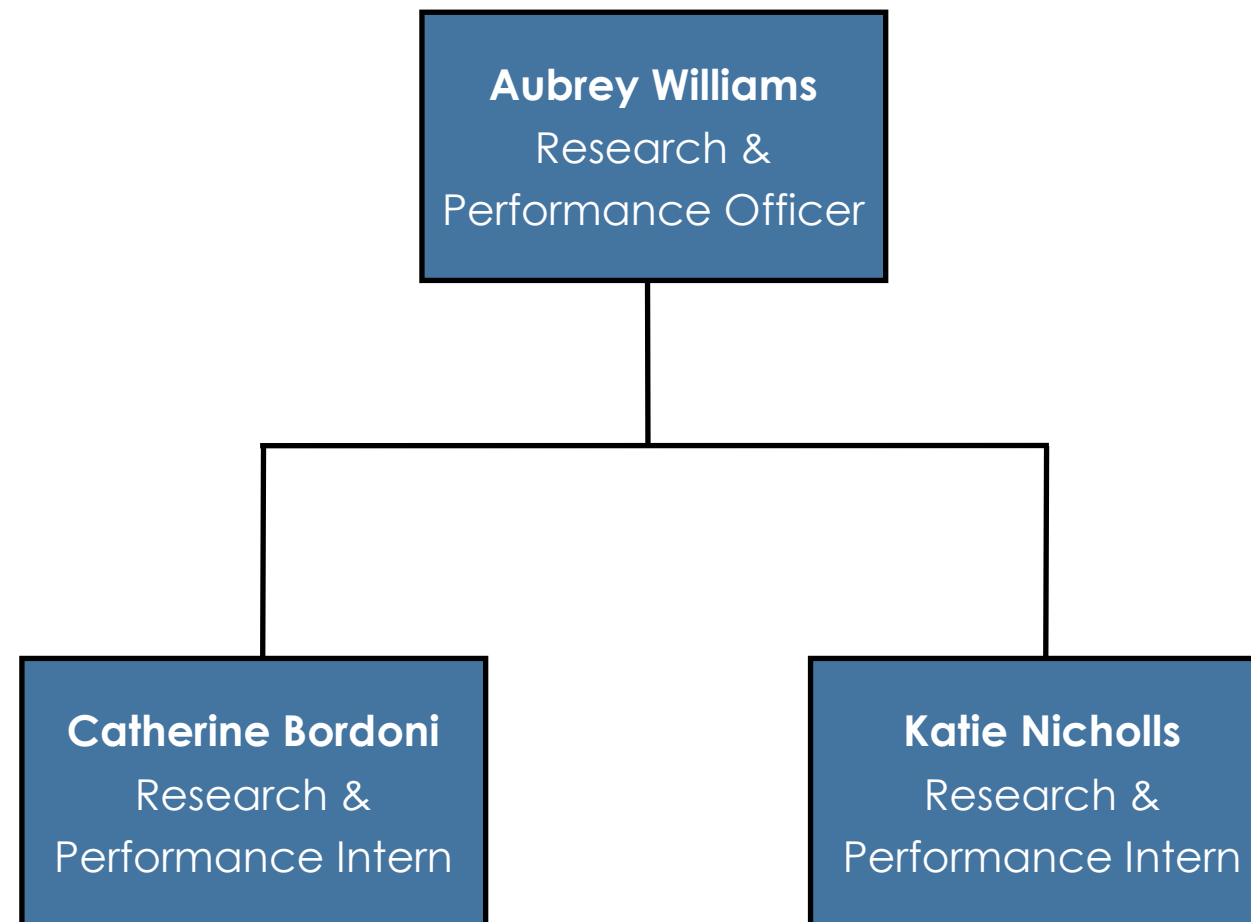 Aubrey Williams
Research &
Performance Officer
Catherine Bordoni
Research &
Performance Intern
Katie Nicholls
Research &
Performance Intern